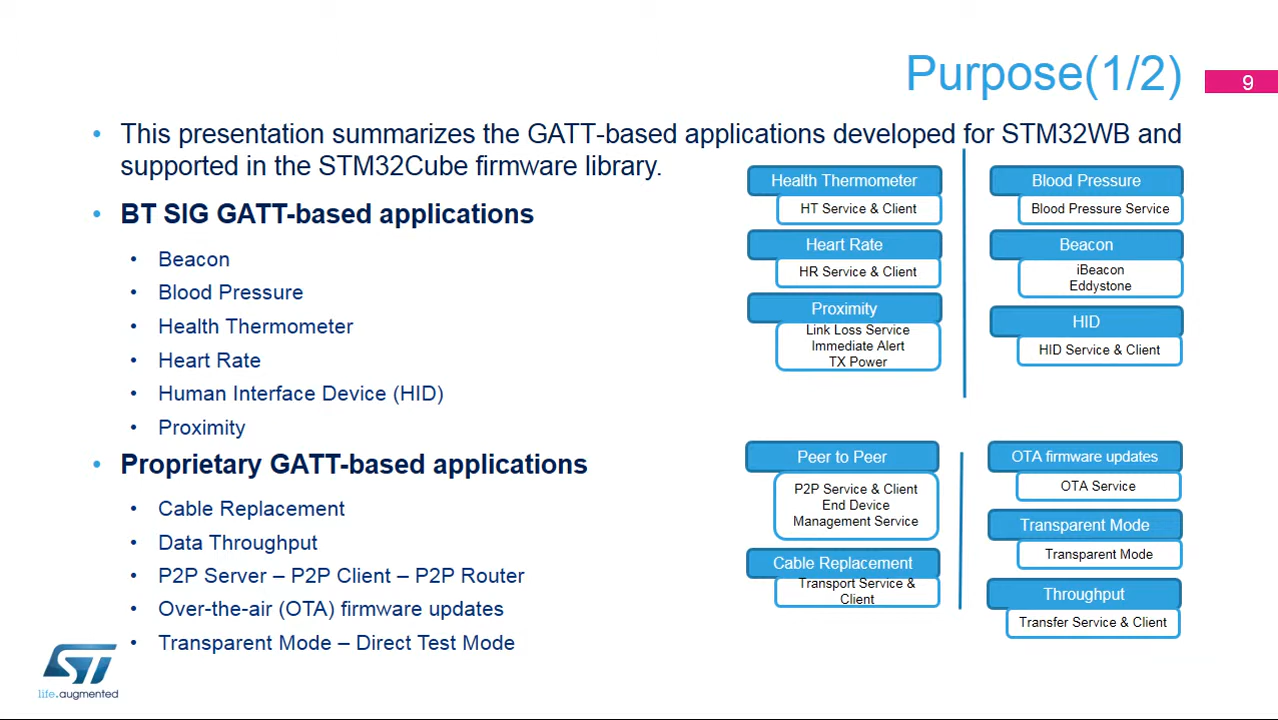 Purpose(1/2)
9
• This presentation summarizes the GATT-based applications developed for STM32WB and
supported in the STM32Cube firmware library.
• BT SIG GATT-based applications
• Beacon
• Blood Pressure
• Health Thermometer
• Heart Rate
• Human Interface Device (HID)
• Proximity
• Proprietary GATT-based applications
• Cable Replacement
• Data Throughput
• P2P Server – P2P Client – P2P Router
• Over-the-air (OTA) firmware updates
• Transparent Mode – Direct Test Mode
Health Thermometer
HT Service & Client
Heart Rate
HR Service & Client
Proximity
Link Loss Service
Immediate Alert
TX Power
Blood Pressure
Blood Pressure Service
Beacon
iBeacon
Eddystone
HID
HID Service & Client
Peer to Peer
P2P Service & Client
End Device
Management Service
Cable Replacement
Transport Service &
Client
OTA firmware updates
OTA Service
Transparent Mode
Transparent Mode
Throughput
Transfer Service & Client
ST
life.augmented